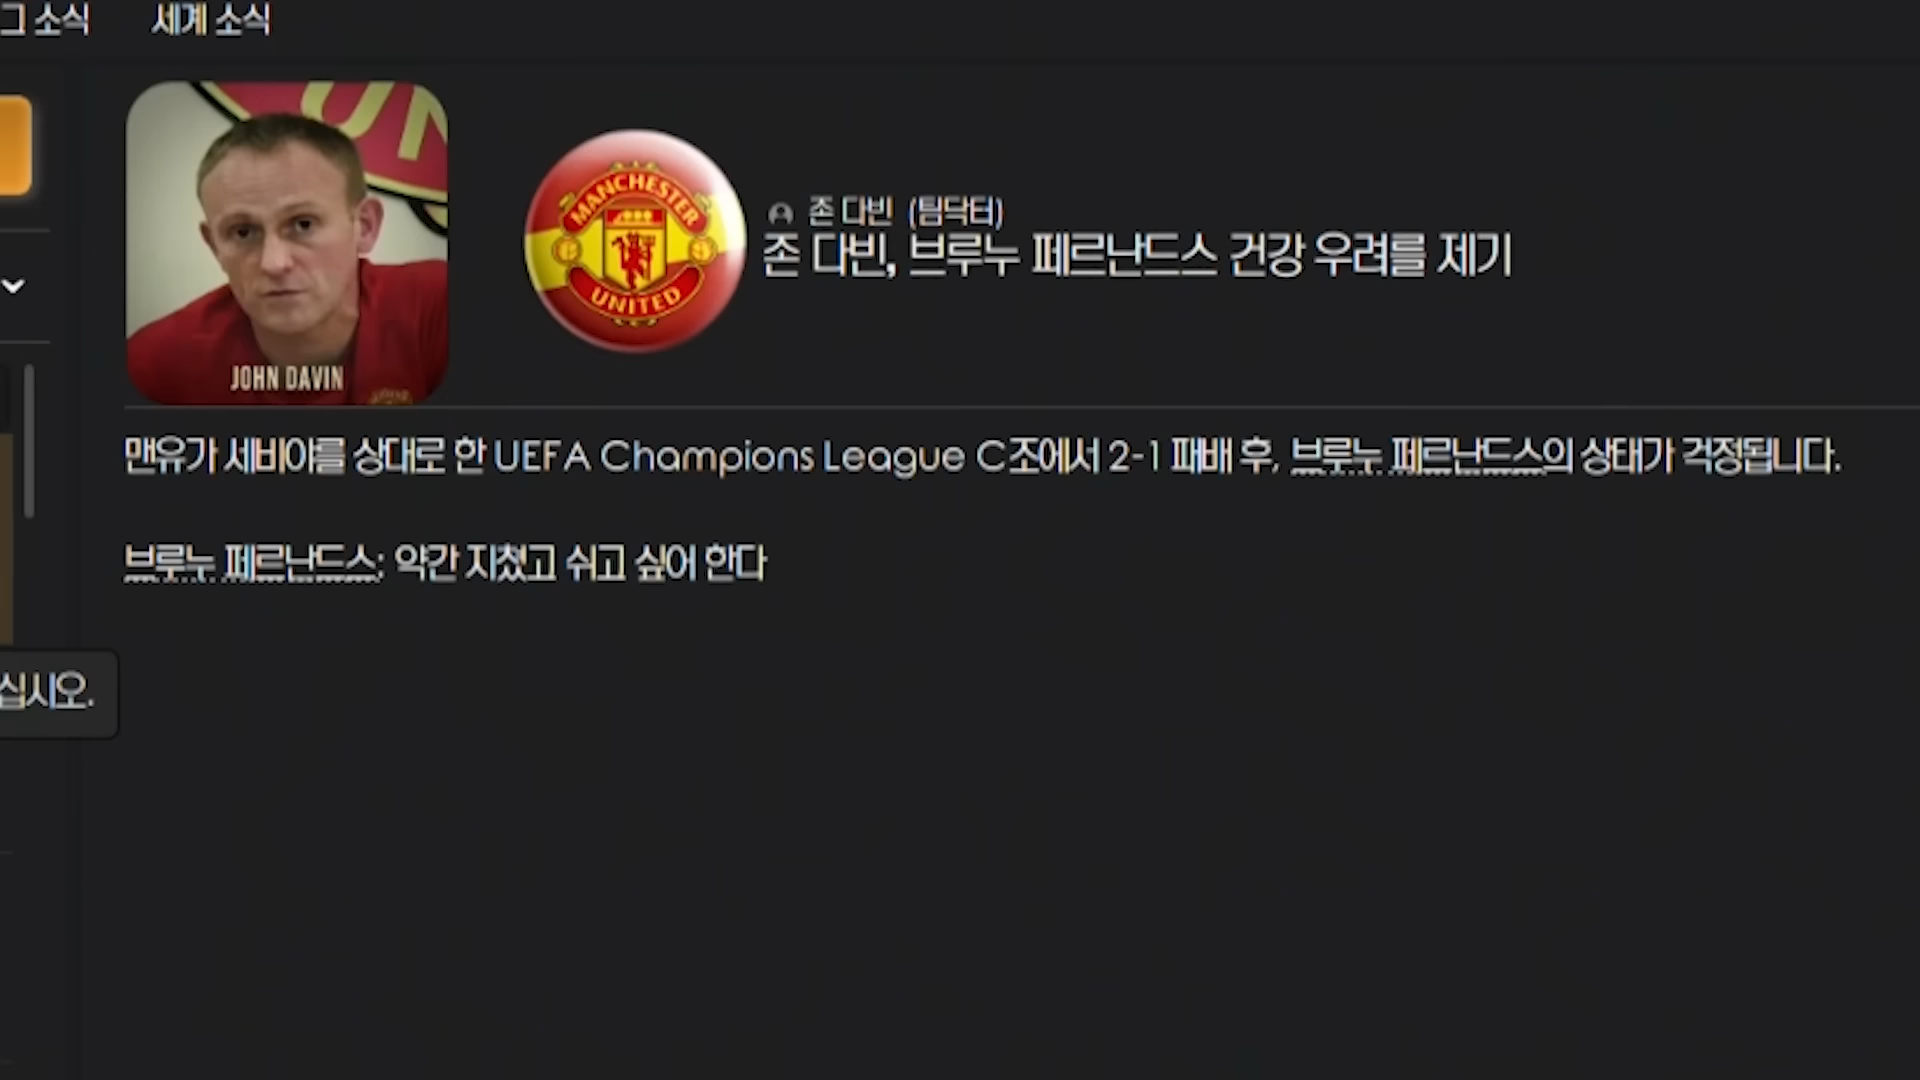 그 소식 세계 소식
UN
JOHN DAVIN
MANCHESTER
UNITED
존 다빈 (팀닥터)
존 다빈, 브루누 페르난드스 건강 우려를 제기
맨유가 세비야를 상대로 한 UEFA Champions League C조에서 2-1 패배 후, 브루누 페르난드스의 상태가 걱정됩니다.
브루누 페르난드스: 약간 지쳤고 쉬고 싶어 한다
십시오.